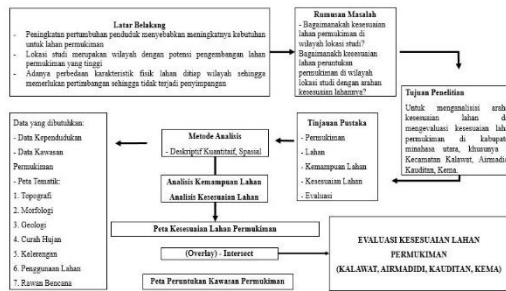 Latar Belakang
- Peningkatan pertumbuhan penduduk menyebabkan meningkatnya kebutuhan
untuk lahan permukiman
- Lokasi studi merupakan wilayah dengan potensi pengembangan lahan
permukiman yang tinggi
- Adanya perbedaan karakteristik fisik lahan ditiap wilayah sehingga
memerlukan pertimbangan sehingga tidak terjadi penyimpangan
Rumusan Masalah
- Bagaimanakah kesesuaian
lahan permukiman di
wilayah lokasi studi?
Bagaimanakah kesesuaian
lahan peruntukan
permukiman di wilayah
lokasi studi dengan arahan
kesesuaian lahannya?
Tujuan Penelitian
Untuk menganalisisi arahan
kesesuaian lahan
mengevaluasi kesesuaian lahan
permukiman di
minahasa utara, khusunya
Kecamatan Kalawat, Airmadidi
Kauditan, Kema.
Tinjauan Pustaka
- Permukiman
- Lahan
- Kemampuan Lahan
- Kesesuaian Lahan
- Evaluasi
Metode Analisis
- Deskriptif Kuantitatif, Spasial
Analisis Kemampuan Lahan
Analisis Kesesuaian Lahan
Data yang dibutuhkan:
- Data Kependudukan
- Data Kawasan
Permukiman
- Peta Tematik:
1. Topografi
2. Morfologi
3. Geologi
4. Curah Hujan
5. Kelerengan
6. Penggunaan Lahan
7. Rawan Bencana
Peta Kesesuaian Lahan Permukiman
(Overlay) - Intersect
Peta Peruntukan Kawasan Permukiman
EVALUASI KESESUAIAN LAHAN
PERMUKIMAN
(KALAWAT, AIRMADIDI, KAUDITAN, KEMA)